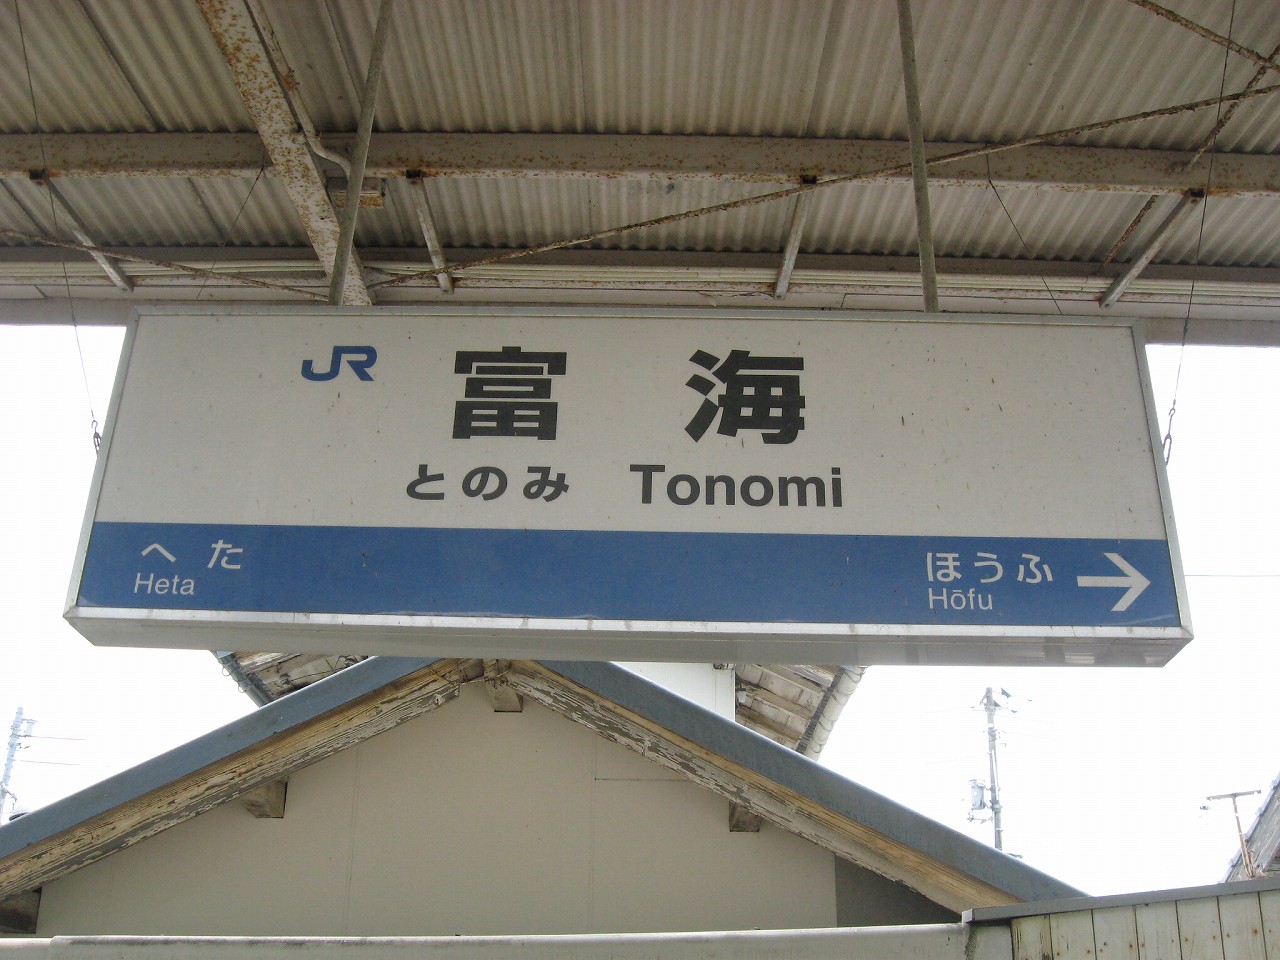 JR 富海
とのみ Tonomi
へた ほうふ →
Heta Hōfu